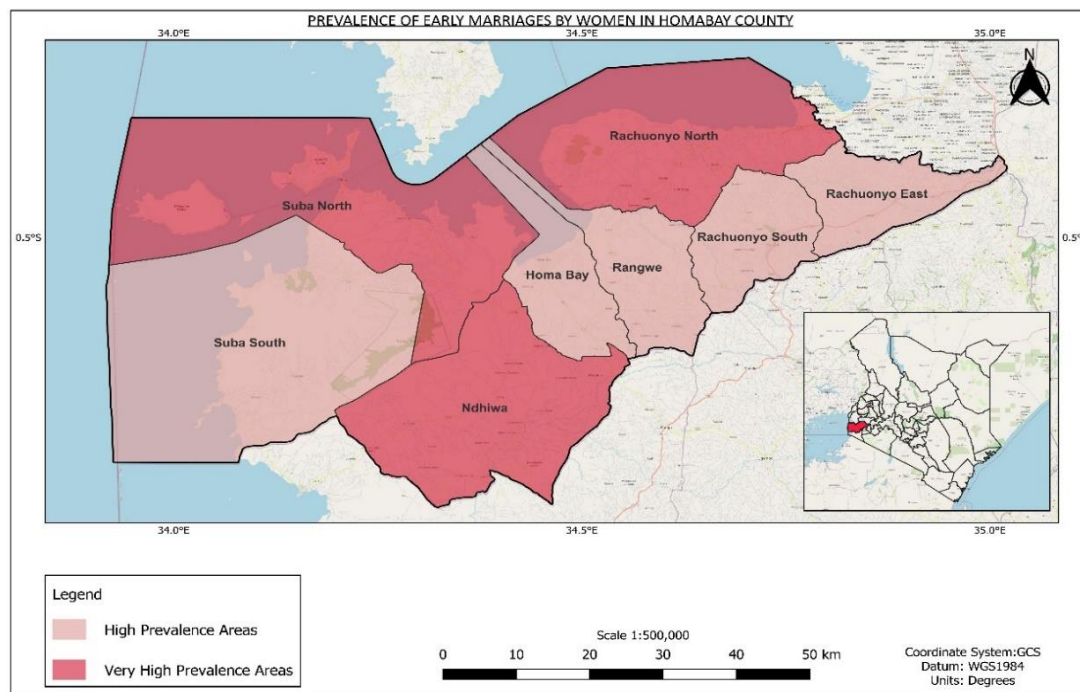 PREVALENCE OF EARLY MARRIAGES BY WOMEN IN HOMABAY COUNTY
34.0°E 34.5°E 35.0°E
N
Rachuonyo North
Rachuonyo East
Suba North
0.5°S 0.5°S
Rachuonyo South
Homa Bay
Rangwe
Suba South
Ndhiwa
34.0°E 34.5°E 35.0°E
Legend
High Prevalence Areas
Very High Prevalence Areas
Scale 1:500,000
0 10 20 30 40 50 km
Coordinate System:GCS
Datum: WGS1984
Units: Degrees